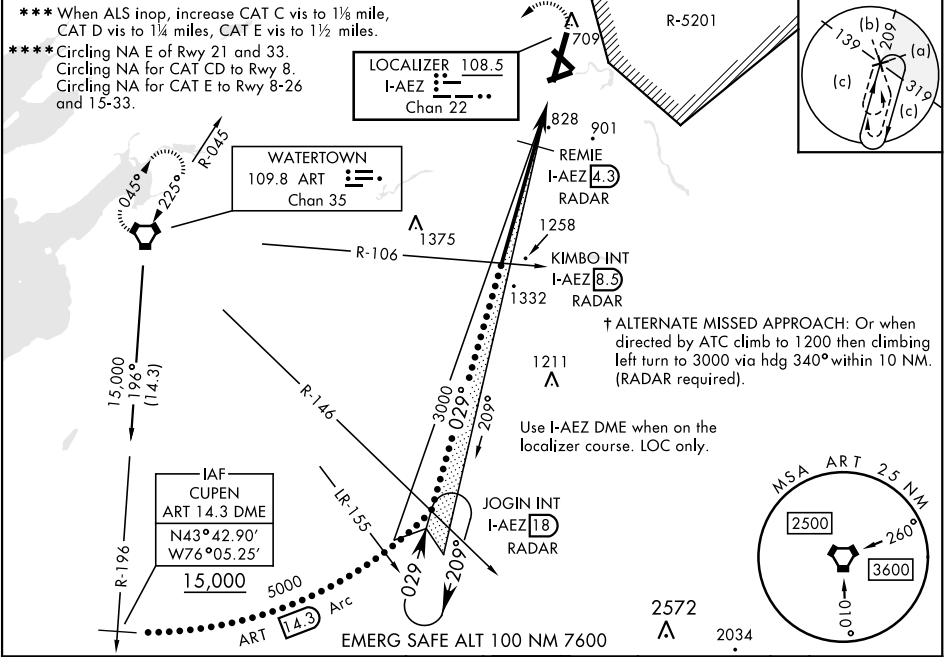 *** When ALS inop, increase CAT C vis to 1⅛ mile,
CAT D vis to 1¼ miles, CAT E vis to 1½ miles.
**** Circling NA E of Rwy 21 and 33.
Circling NA for CAT CD to Rwy 8.
Circling NA for CAT E to Rwy 8-26
and 15-33.
LOCALIZER 108.5
I-AEZ
Chan 22
709
R-5201
(b)
139
209
(a)
(c)
319
(c)
R-045
045°
225°
WATERTOWN
109.8 ART
Chan 35
828
901
REMIE
I-AEZ 4.3
RADAR
1375
R-106
1258
KIMBO INT
I-AEZ 8.5
RADAR
1332
† ALTERNATE MISSED APPROACH: Or when
directed by ATC climb to 1200 then climbing
left turn to 3000 via hdg 340° within 10 NM.
(RADAR required).
15,000
196°
(14.3)
R-146
3000
029°
209°
1211
Use I-AEZ DME when on the
localizer course. LOC only.
IAF
CUPEN
ART 14.3 DME
N43°42.90'
W76°05.25'
15,000
R-196
LR-155
JOGIN INT
I-AEZ 18
RADAR
029
209°
5000
ART 14.3 Arc
EMERG SAFE ALT 100 NM 7600
2572
2034
MSA ART 25 NM
2500
260°
3600
010°